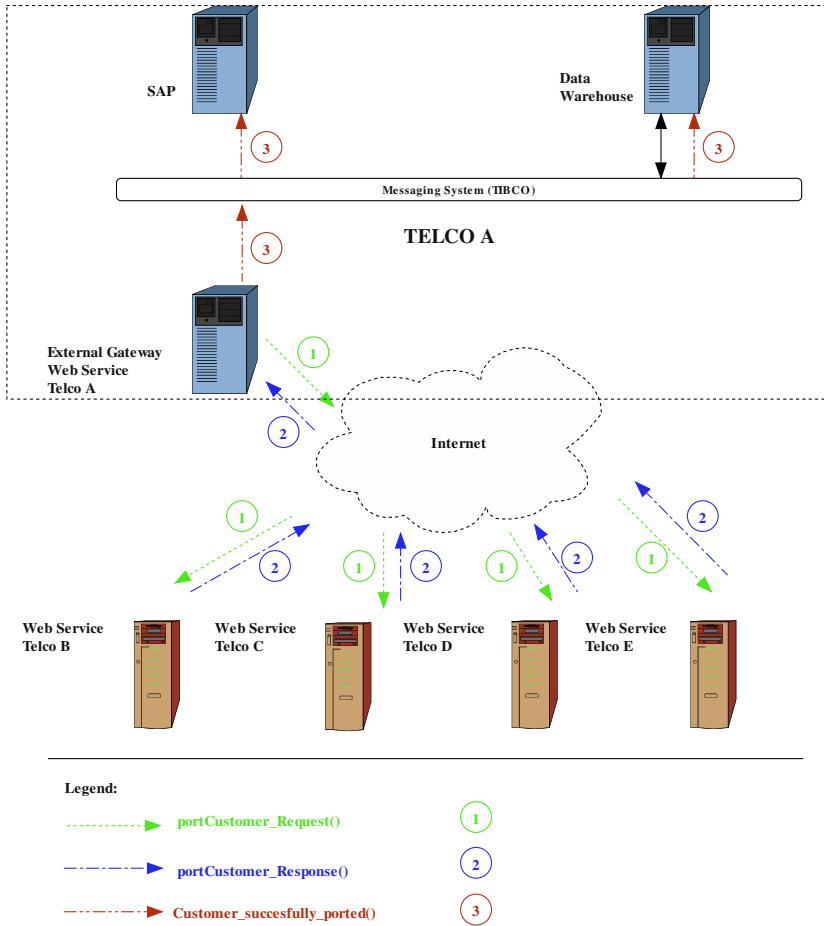 SAP
Data
Warehouse
3
3
Messaging System (TIBCO)
TELCO A
3
External Gateway
Web Service
Telco A
1
2
Internet
1
2
1
2
1
2
2
1
Web Service
Telco B
Web Service
Telco C
Web Service
Telco D
Web Service
Telco E
Legend:
portCustomer_Request()
1
portCustomer_Response()
2
Customer_succesfully_ported()
3